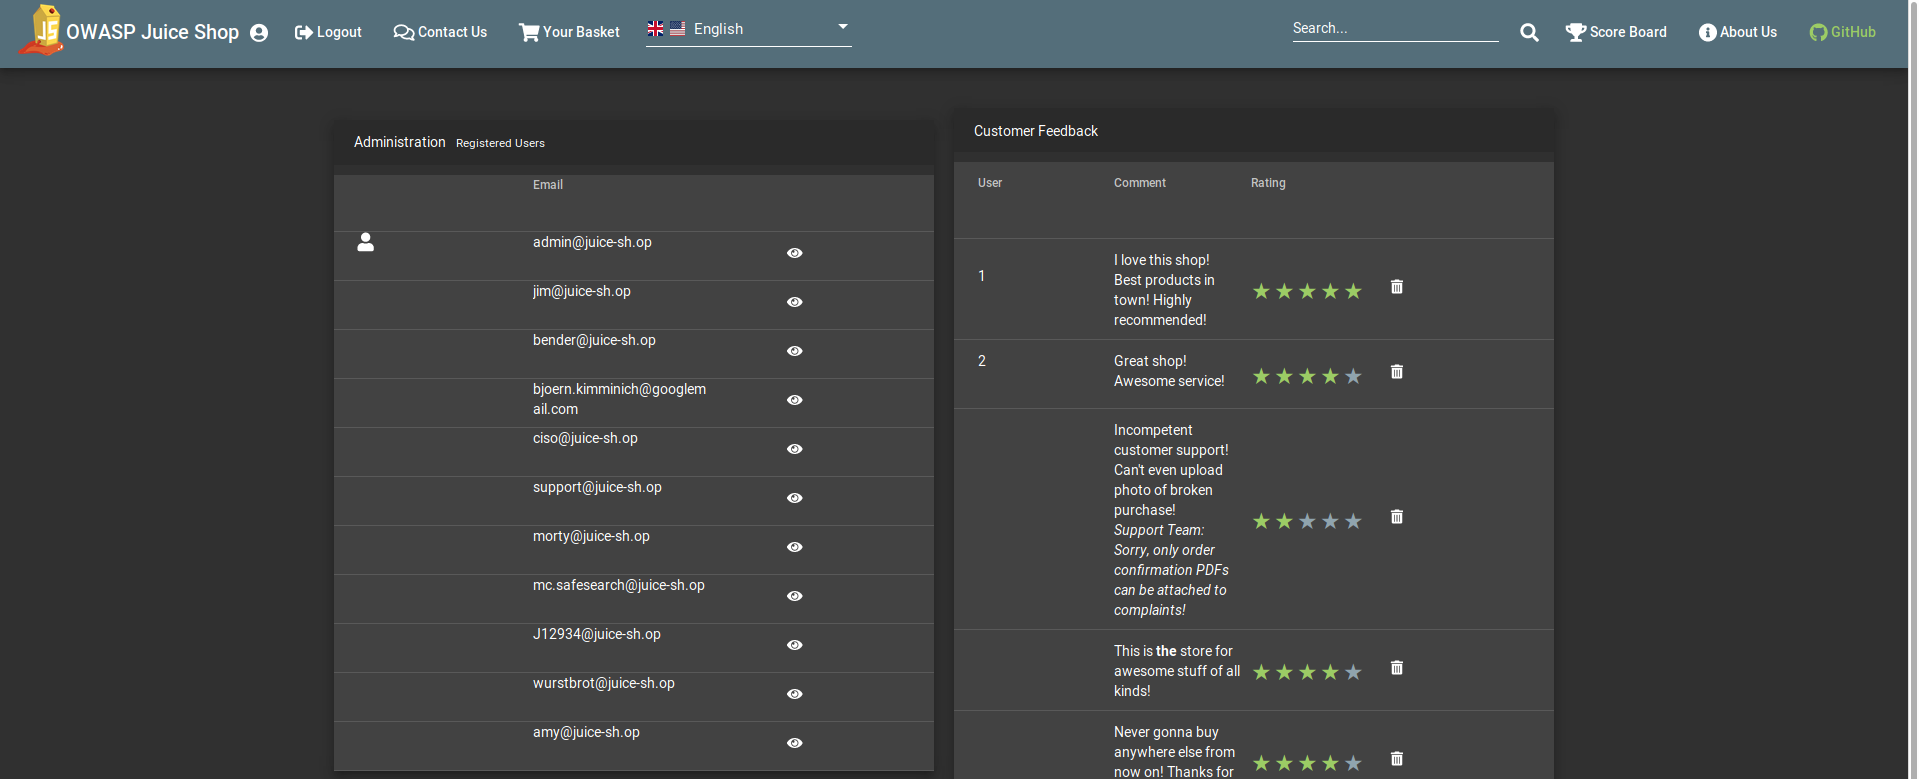 OWASP Juice Shop Logout Contact Us Your Basket English Search... Score Board About Us GitHub
Administration Registered Users
Email
admin@juice-sh.op
jim@juice-sh.op
bender@juice-sh.op
bjoern.kimminich@googlem
ail.com
ciso@juice-sh.op
support@juice-sh.op
morty@juice-sh.op
mc.safesearch@juice-sh.op
J12934@juice-sh.op
wurstbrot@juice-sh.op
amy@juice-sh.op
Customer Feedback
User Comment Rating
1
I love this shop!
Best products in
town! Highly
recommended!
2
Great shop!
Awesome service!
Incompetent
customer support!
Can't even upload
photo of broken
purchase!
Support Team:
Sorry, only order
confirmation PDFs
can be attached to
complaints!
This is the store for
awesome stuff of all
kinds!
Never gonna buy
anywhere else from
now on! Thanks for